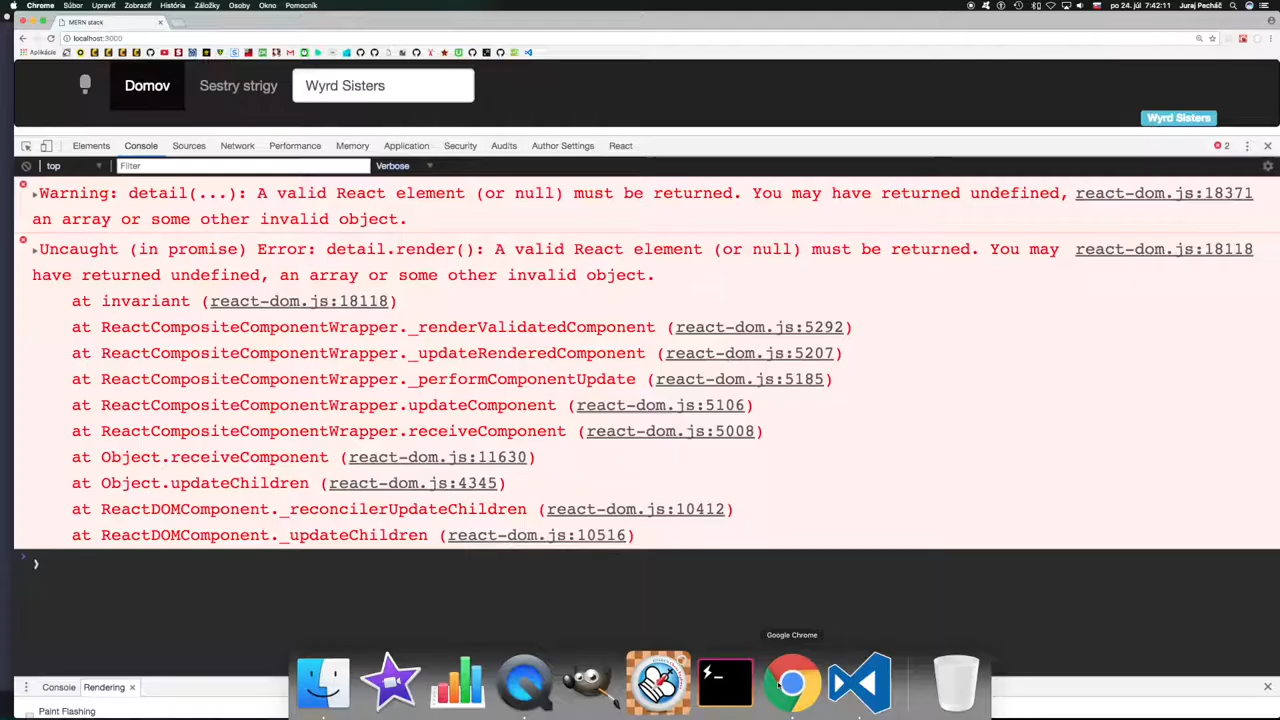 Chrome Súbor Upraviť Zobraziť História Záložky Osoby Okno Pomocník po 24. júl 7:42:11 Juraj Pecháč
MERN stack
localhost:3000
Aplikácie
Domov Sestry strigy Wyrd Sisters
Wyrd Sisters
Elements Console Sources Network Performance Memory Application Security Audits Author Settings React 2
top Filter Verbose
Warning: detail(...): A valid React element (or null) must be returned. You may have returned undefined, react-dom.js:18371
an array or some other invalid object.
Uncaught (in promise) Error: detail.render(): A valid React element (or null) must be returned. You may react-dom.js:18118
have returned undefined, an array or some other invalid object.
at invariant (react-dom.js:18118)
at ReactCompositeComponentWrapper._renderValidatedComponent (react-dom.js:5292)
at ReactCompositeComponentWrapper._updateRenderedComponent (react-dom.js:5207)
at ReactCompositeComponentWrapper._performComponentUpdate (react-dom.js:5185)
at ReactCompositeComponentWrapper.updateComponent (react-dom.js:5106)
at ReactCompositeComponentWrapper.receiveComponent (react-dom.js:5008)
at Object.receiveComponent (react-dom.js:11630)
at Object.updateChildren (react-dom.js:4345)
at ReactDOMComponent._reconcilerUpdateChildren (react-dom.js:10412)
at ReactDOMComponent._updateChildren (react-dom.js:10516)
Google Chrome
Console Rendering
Paint Flashing